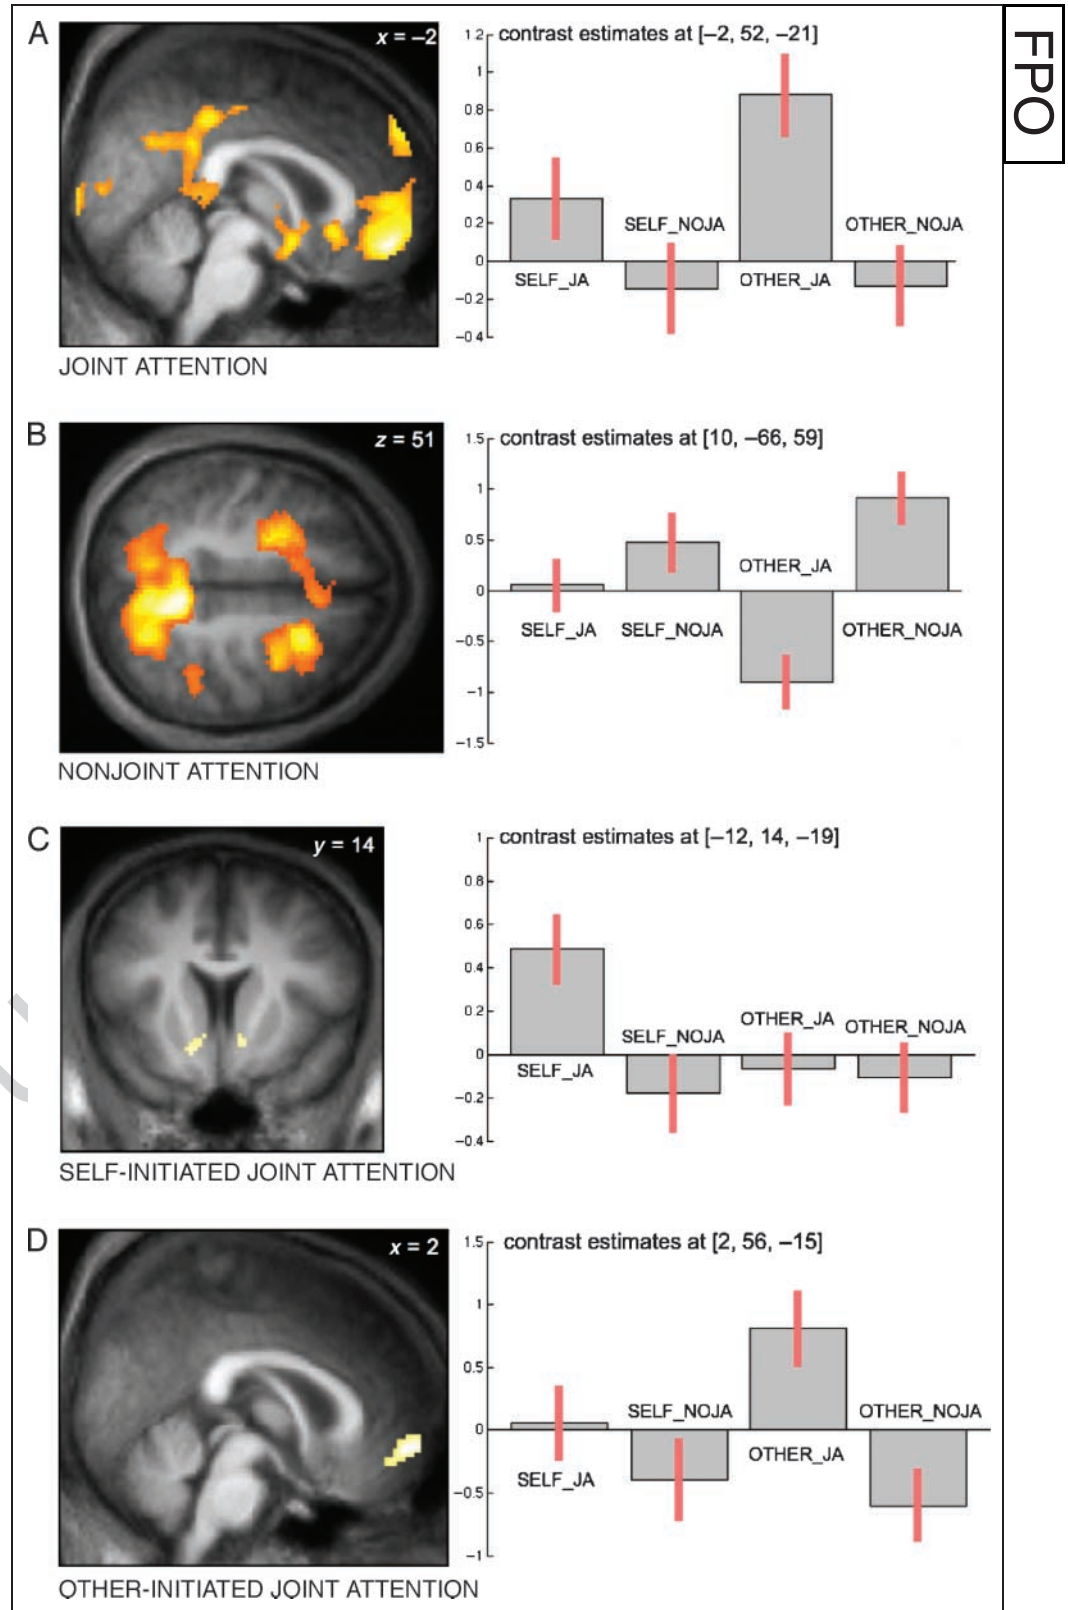 FPO
A
x = –2
contrast estimates at [–2, 52, –21]
1.2
1
0.8
0.6
0.4
0.2
0
–0.2
–0.4
SELF_JA
SELF_NOJA
OTHER_JA
OTHER_NOJA
JOINT ATTENTION
B
z = 51
contrast estimates at [10, –66, 59]
1.5
1
0.5
0
–0.5
–1
–1.5
SELF_JA
SELF_NOJA
OTHER_JA
OTHER_NOJA
NONJOINT ATTENTION
C
y = 14
contrast estimates at [–12, 14, –19]
1
0.8
0.6
0.4
0.2
0
–0.2
–0.4
SELF_JA
SELF_NOJA
OTHER_JA
OTHER_NOJA
SELF-INITIATED JOINT ATTENTION
D
x = 2
contrast estimates at [2, 56, –15]
1.5
1
0.5
0
–0.5
–1
SELF_JA
SELF_NOJA
OTHER_JA
OTHER_NOJA
OTHER-INITIATED JOINT ATTENTION